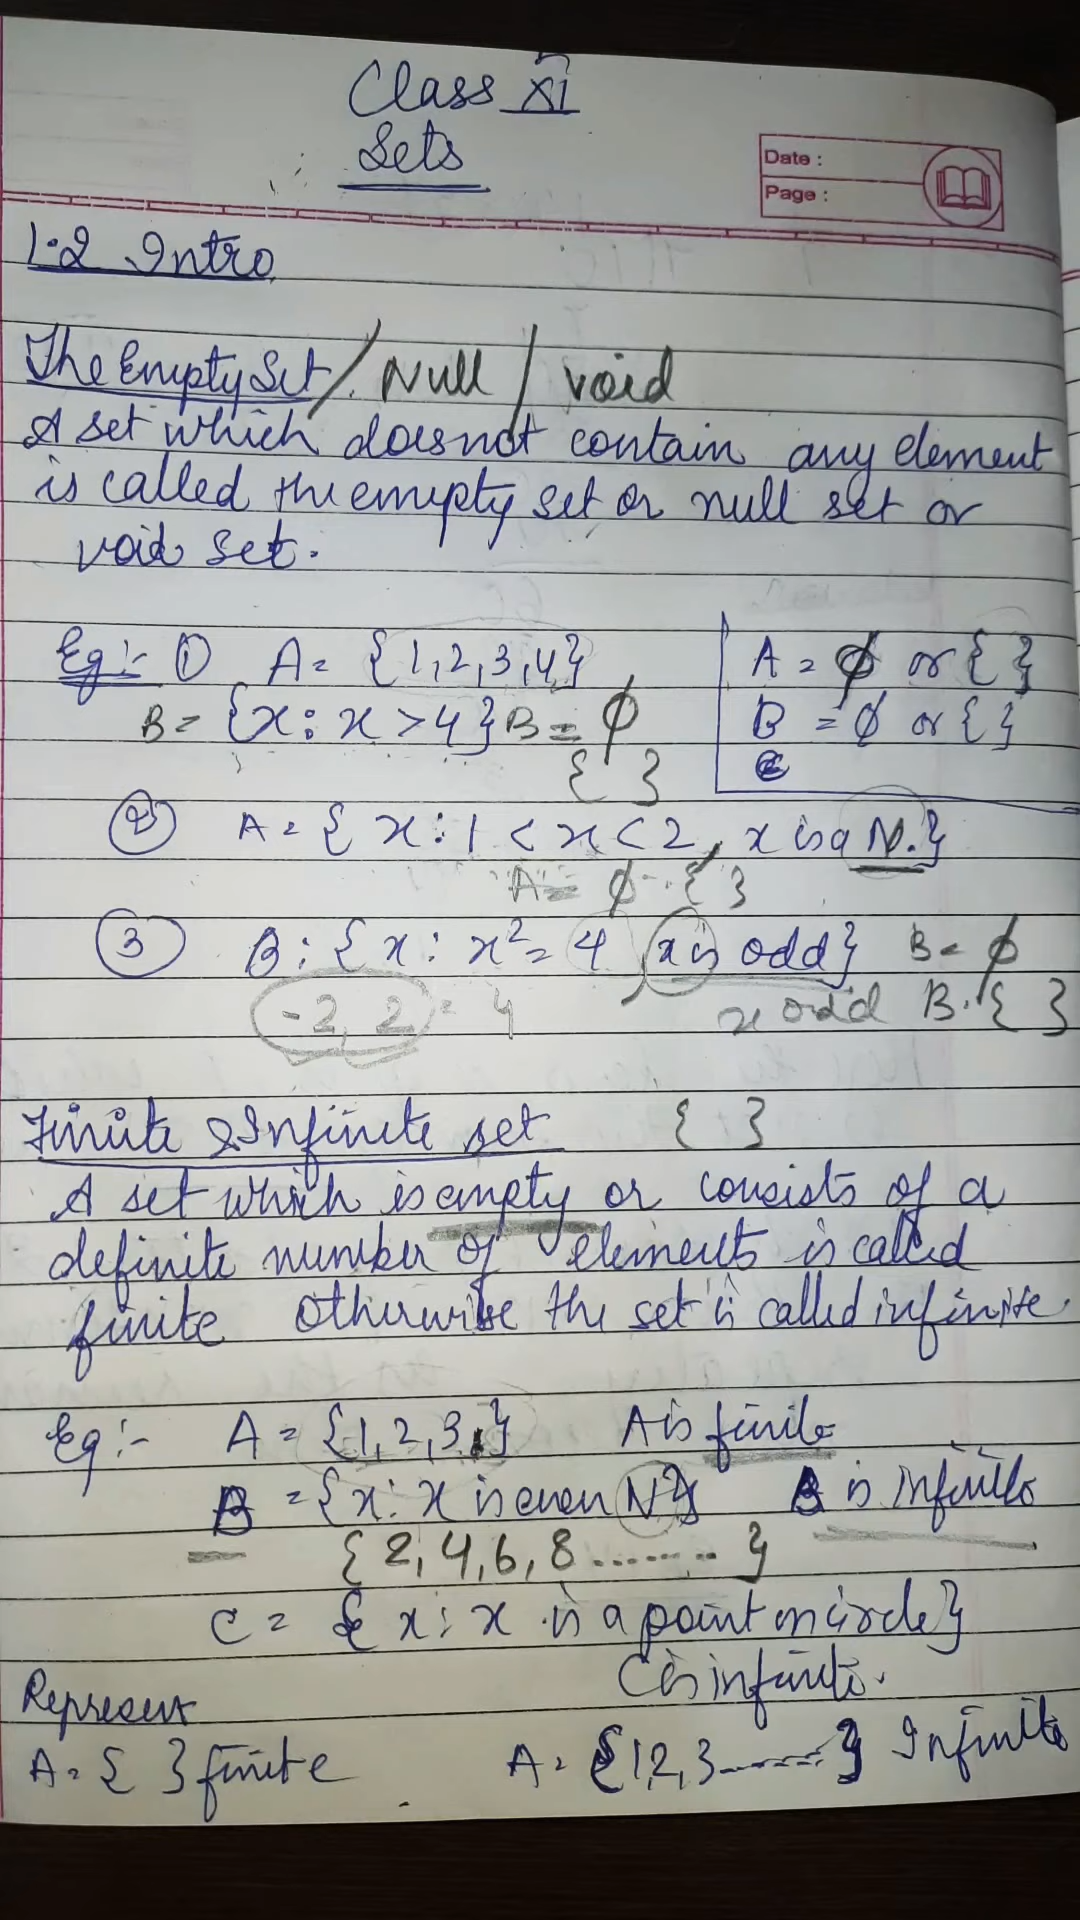 Class XI
Sets
Date :
Page :
1.2 Intro
The Empty Set / Null / void
A set which does not contain any element
is called the empty set or null set or
void set.
Eg:- ① A = {1, 2, 3, 4}
B = {x : x > 4} B = ϕ
{ }
A = ϕ or { }
B = ϕ or { }
C
② A = { x : 1 < x < 2, x is a N.}
A = ϕ { }
③ B : {x : x² = 4, x is odd} B = ϕ
-2, 2 = 4 x odd B. { }
Finite & Infinite set { }
A set which is empty or consists of a
definite number of elements is called
finite otherwise the set is called infinite.
Eg :- A = {1, 2, 3,} A is finite
B = {x : x is even N} B is infinite
{ 2, 4, 6, 8 ....... }
C = { x : x is a point on circle}
C is infinite.
Represent
A = { } finite A = {1, 2, 3 ------ } Infinite